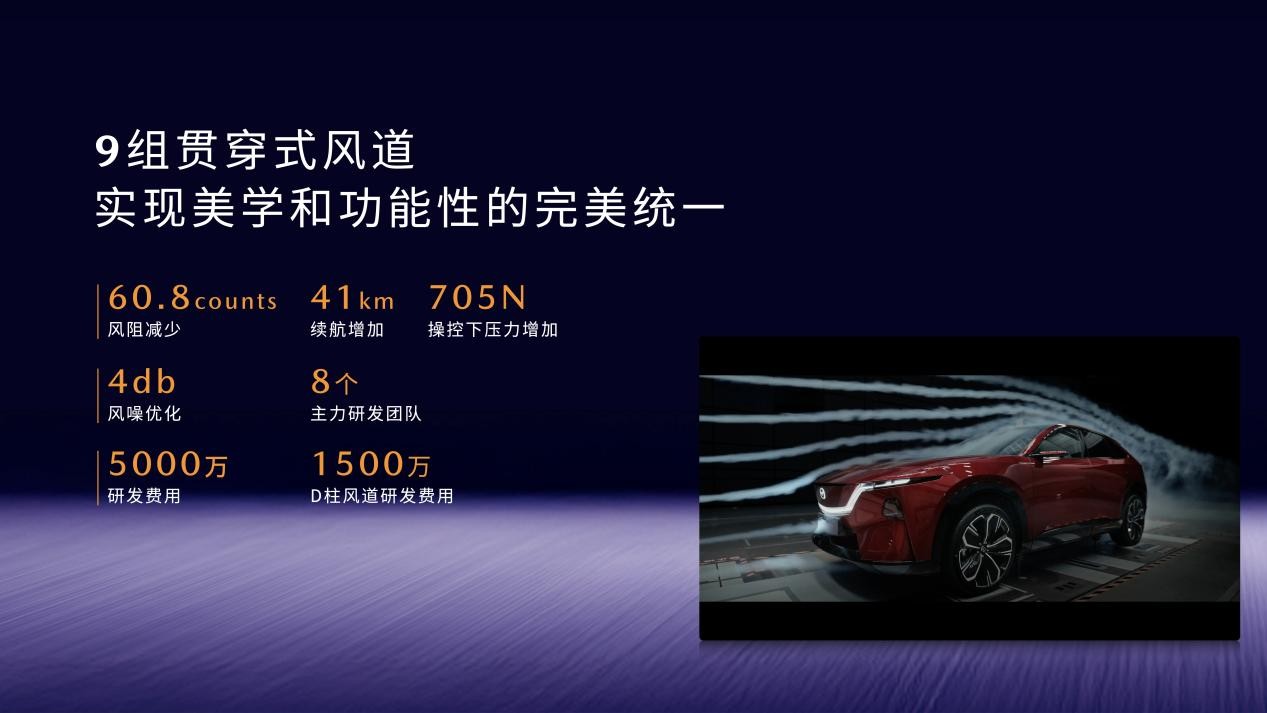 9组贯穿式风道
实现美学和功能性的完美统一
60.8counts 41km 705N
风阻减少 续航增加 操控下压力增加
4db 8个
风噪优化 主力研发团队
5000万 1500万
研发费用 D柱风道研发费用